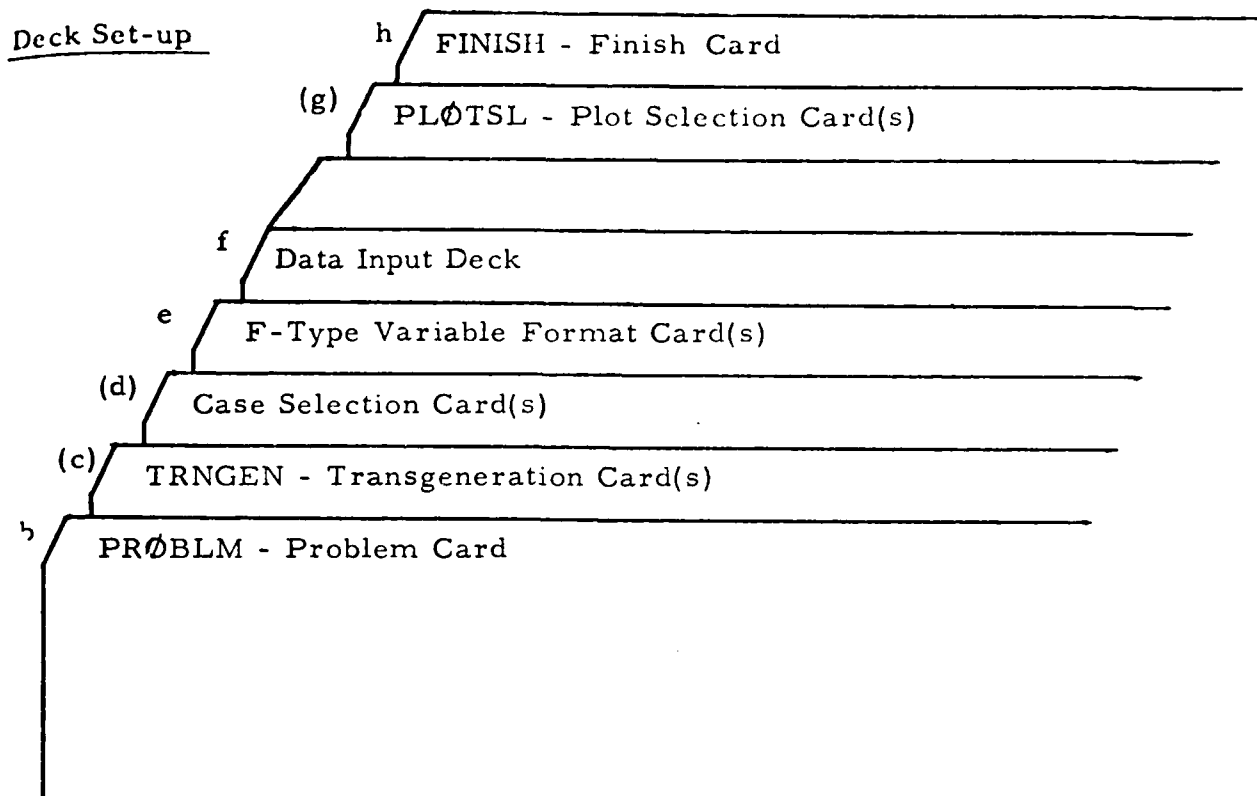 Deck Set-up
h FINISH - Finish Card
(g) PLØTSL - Plot Selection Card(s)
f Data Input Deck
e F-Type Variable Format Card(s)
(d) Case Selection Card(s)
(c) TRNGEN - Transgeneration Card(s)
PRØBLM - Problem Card